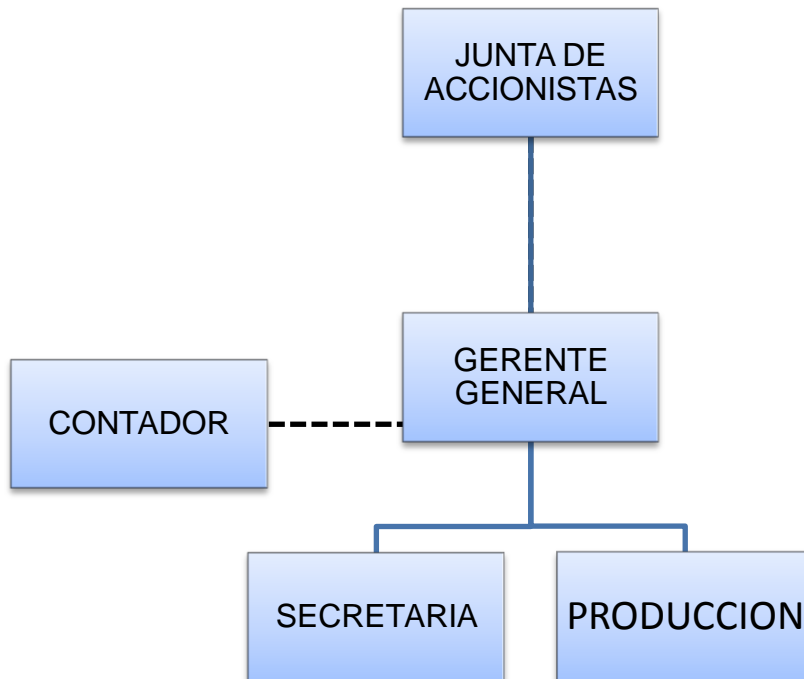 JUNTA DE
ACCIONISTAS
GERENTE
GENERAL
CONTADOR
SECRETARIA
PRODUCCION